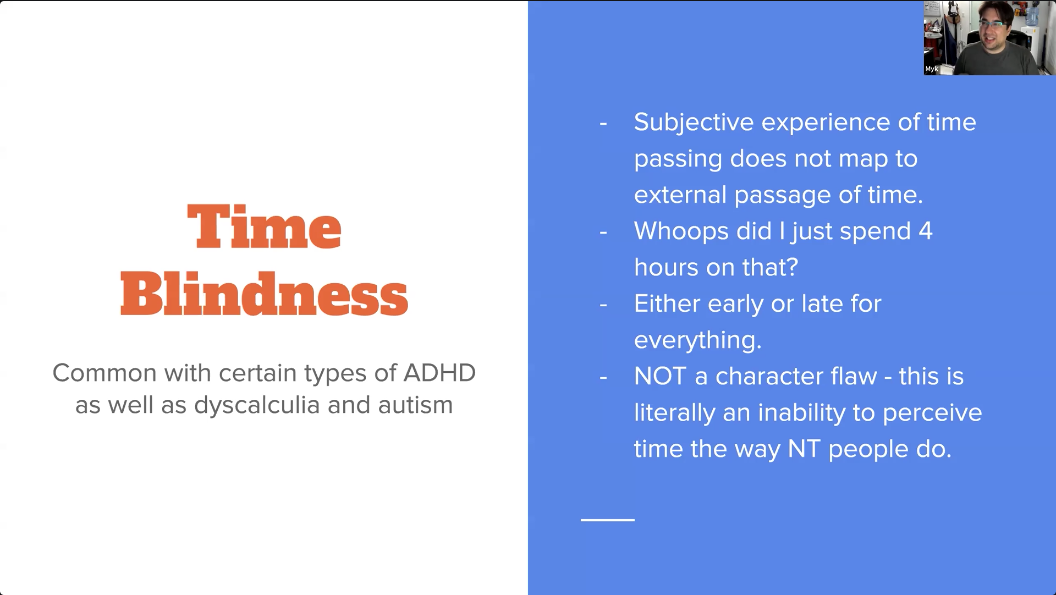 Time
Blindness
Common with certain types of ADHD
as well as dyscalculia and autism
- Subjective experience of time
passing does not map to
external passage of time.
- Whoops did I just spend 4
hours on that?
- Either early or late for
everything.
- NOT a character flaw - this is
literally an inability to perceive
time the way NT people do.